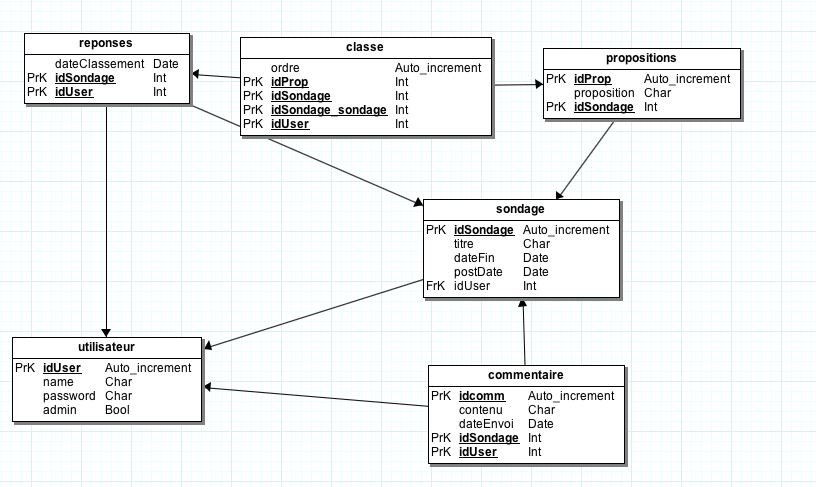 reponses
dateClassement Date
PrK idSondage Int
PrK idUser Int
classe
ordre Auto_increment
PrK idProp Int
PrK idSondage Int
PrK idSondage_sondage Int
PrK idUser Int
propositions
PrK idProp Auto_increment
proposition Char
PrK idSondage Int
sondage
PrK idSondage Auto_increment
titre Char
dateFin Date
postDate Date
FrK idUser Int
utilisateur
PrK idUser Auto_increment
name Char
password Char
admin Bool
commentaire
PrK idcomm Auto_increment
contenu Char
dateEnvoi Date
PrK idSondage Int
PrK idUser Int